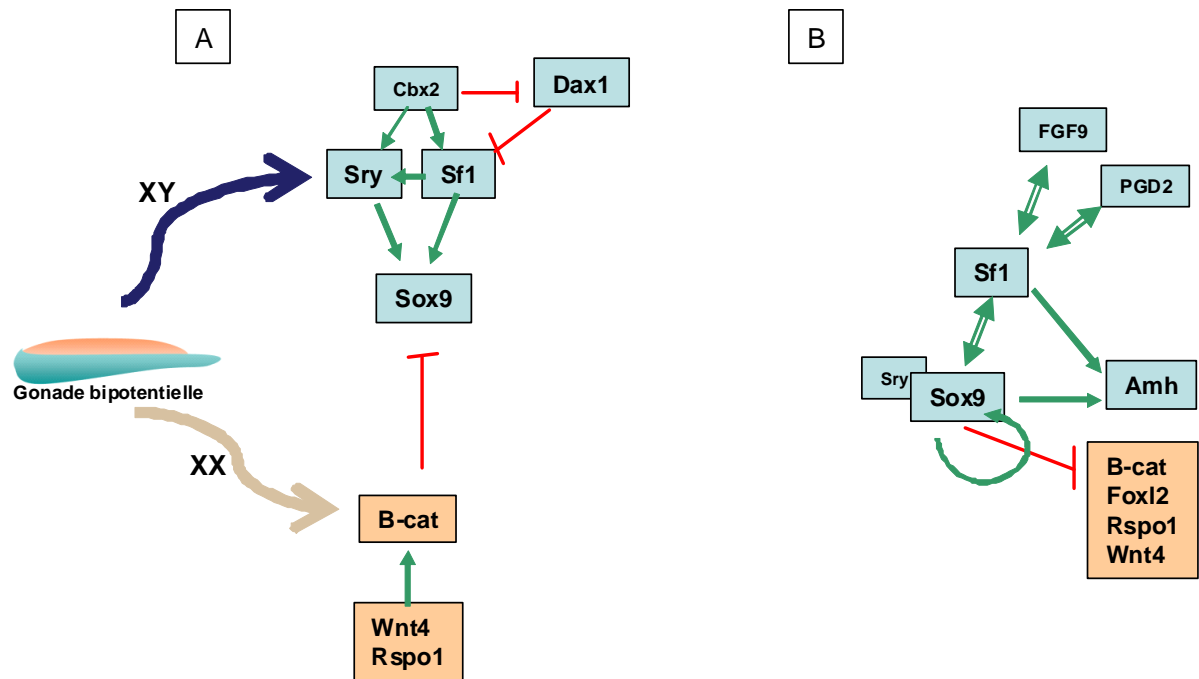 A
Cbx2
Dax1
Sry
Sf1
XY
Sox9
Gonade bipotentielle
XX
B-cat
Wnt4
Rspo1
B
FGF9
PGD2
Sf1
Sry
Sox9
Amh
B-cat
Foxl2
Rspo1
Wnt4